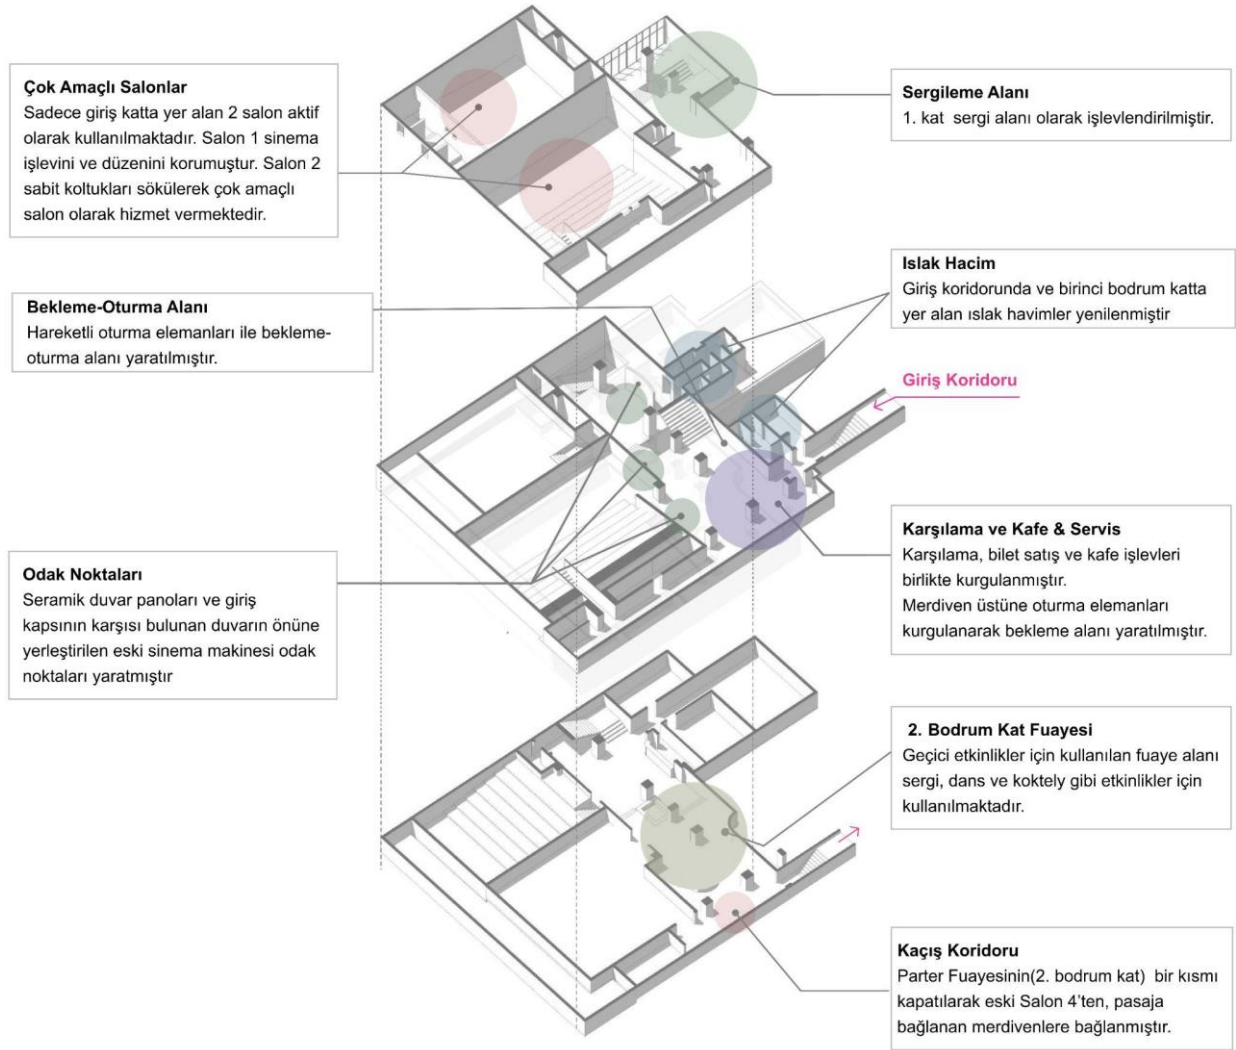 Çok Amaçlı Salonlar
Sadece giriş katta yer alan 2 salon aktif
olarak kullanılmaktadır. Salon 1 sinema
işlevini ve düzenini korumuştur. Salon 2
sabit koltukları sökülerek çok amaçlı
salon olarak hizmet vermektedir.
Sergileme Alanı
1. kat sergi alanı olarak işlevlendirilmiştir.
Bekleme-Oturma Alanı
Hareketli oturma elemanları ile bekleme-
oturma alanı yaratılmıştır.
Islak Hacim
Giriş koridorunda ve birinci bodrum katta
yer alan ıslak havimler yenilenmiştir
Giriş Koridoru
Odak Noktaları
Seramik duvar panoları ve giriş
kapsının karşısı bulunan duvarın önüne
yerleştirilen eski sinema makinesi odak
noktaları yaratmıştır
Karşılama ve Kafe & Servis
Karşılama, bilet satış ve kafe işlevleri
birlikte kurgulanmıştır.
Merdiven üstüne oturma elemanları
kurgulanarak bekleme alanı yaratılmıştır.
2. Bodrum Kat Fuayesi
Geçici etkinlikler için kullanılan fuaye alanı
sergi, dans ve koktely gibi etkinlikler için
kullanılmaktadır.
Kaçış Koridoru
Parter Fuayesinin(2. bodrum kat) bir kısmı
kapatılarak eski Salon 4'ten, pasaja
bağlanan merdivenlere bağlanmıştır.